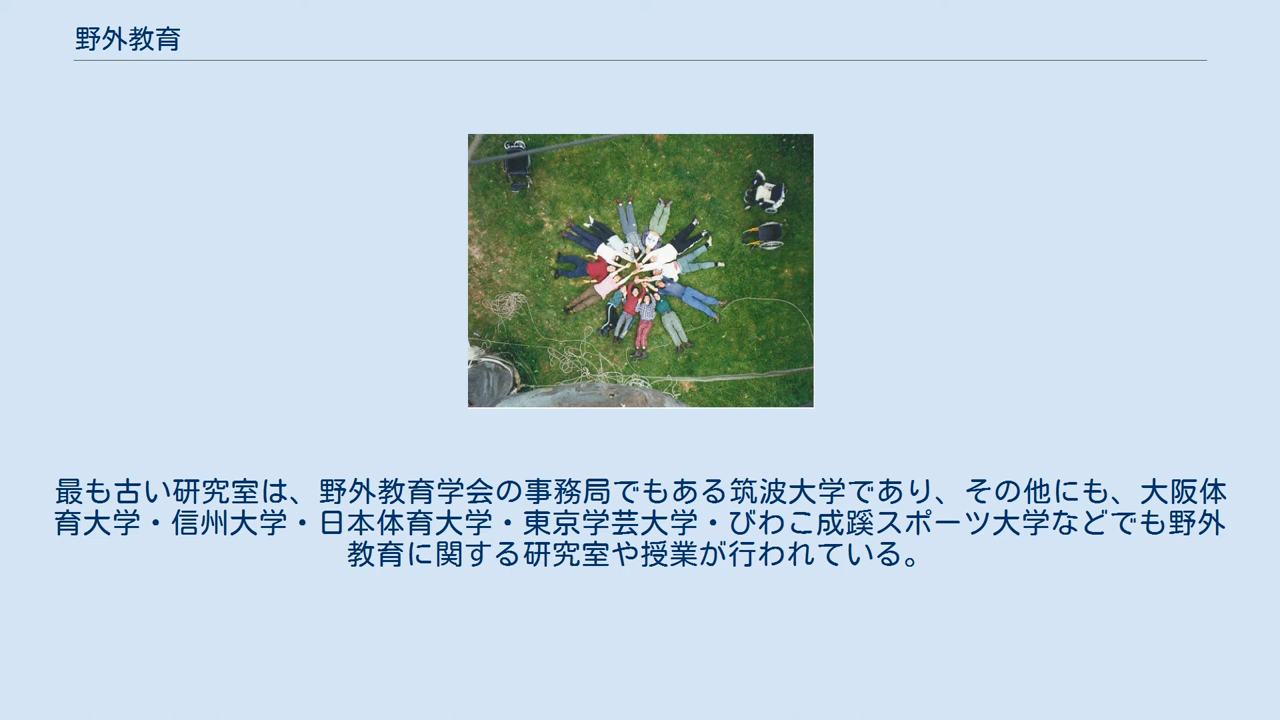 野外教育
最も古い研究室は、野外教育学会の事務局でもある筑波大学であり、その他にも、大阪体
育大学・信州大学・日本体育大学・東京学芸大学・びわこ成蹊スポーツ大学などでも野外
教育に関する研究室や授業が行われている。